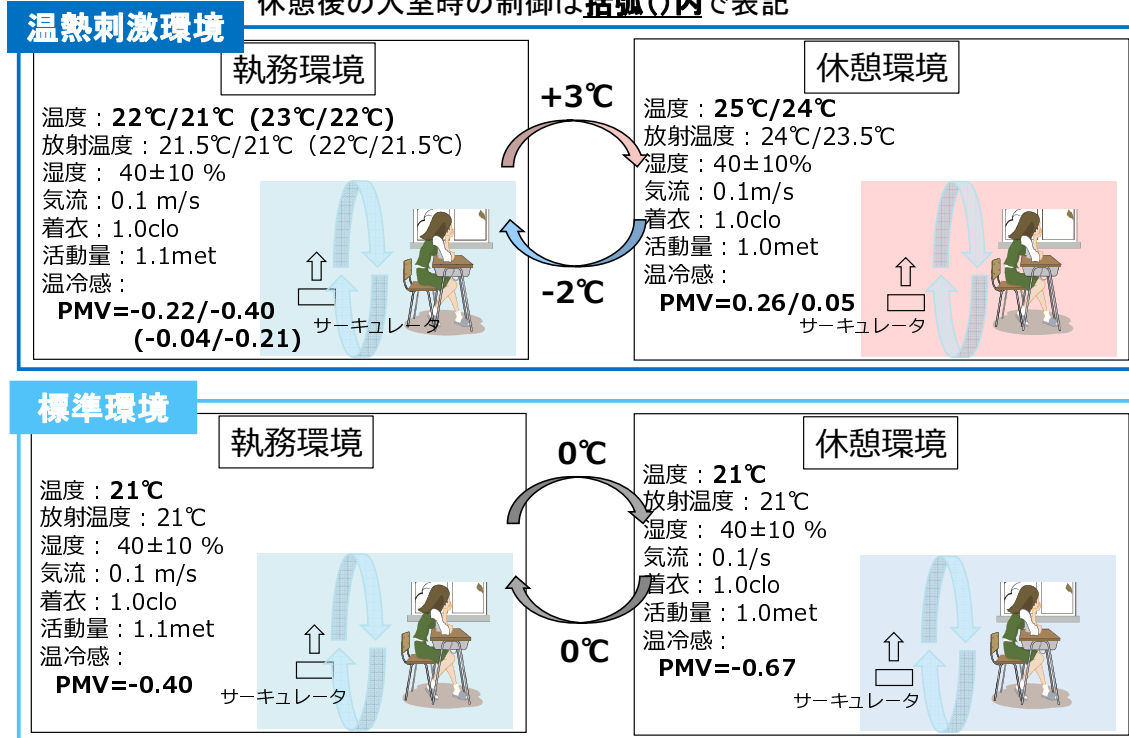 休憩後の入室時の制御は括弧()内で表記
温熱刺激環境
執務環境
温度：22℃/21℃ (23℃/22℃)
放射温度：21.5℃/21℃（22℃/21.5℃）
湿度： 40±10 %
気流：0.1 m/s
着衣：1.0clo
活動量：1.1met
温冷感：
PMV=-0.22/-0.40
(-0.04/-0.21)
サーキュレータ
+3℃
-2℃
休憩環境
温度：25℃/24℃
放射温度：24℃/23.5℃
湿度：40±10%
気流：0.1m/s
着衣：1.0clo
活動量：1.0met
温冷感：
PMV=0.26/0.05
サーキュレータ
標準環境
執務環境
温度：21℃
放射温度：21℃
湿度： 40±10 %
気流：0.1 m/s
着衣：1.0clo
活動量：1.1met
温冷感：
PMV=-0.40
サーキュレータ
0℃
0℃
休憩環境
温度：21℃
放射温度：21℃
湿度： 40±10 %
気流：0.1/s
着衣：1.0clo
活動量：1.0met
温冷感：
PMV=-0.67
サーキュレータ